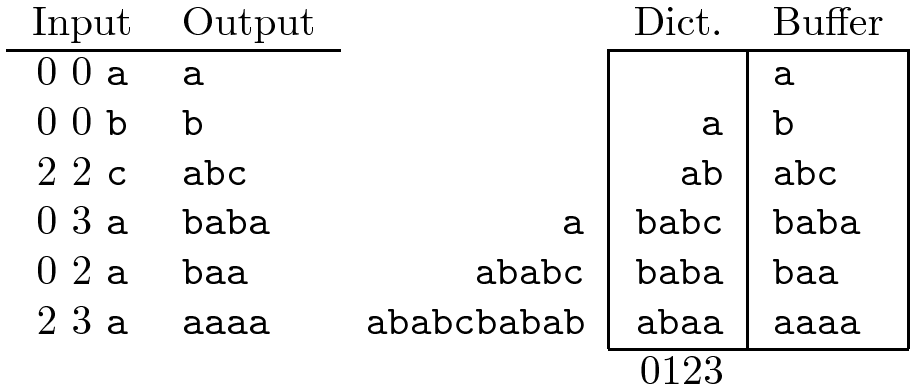 Input Output Dict. Buffer
0 0 a a a
0 0 b b a b
2 2 c abc ab abc
0 3 a baba a babc baba
0 2 a baa ababc baba baa
2 3 a aaaa ababcbabab abaa aaaa
0123